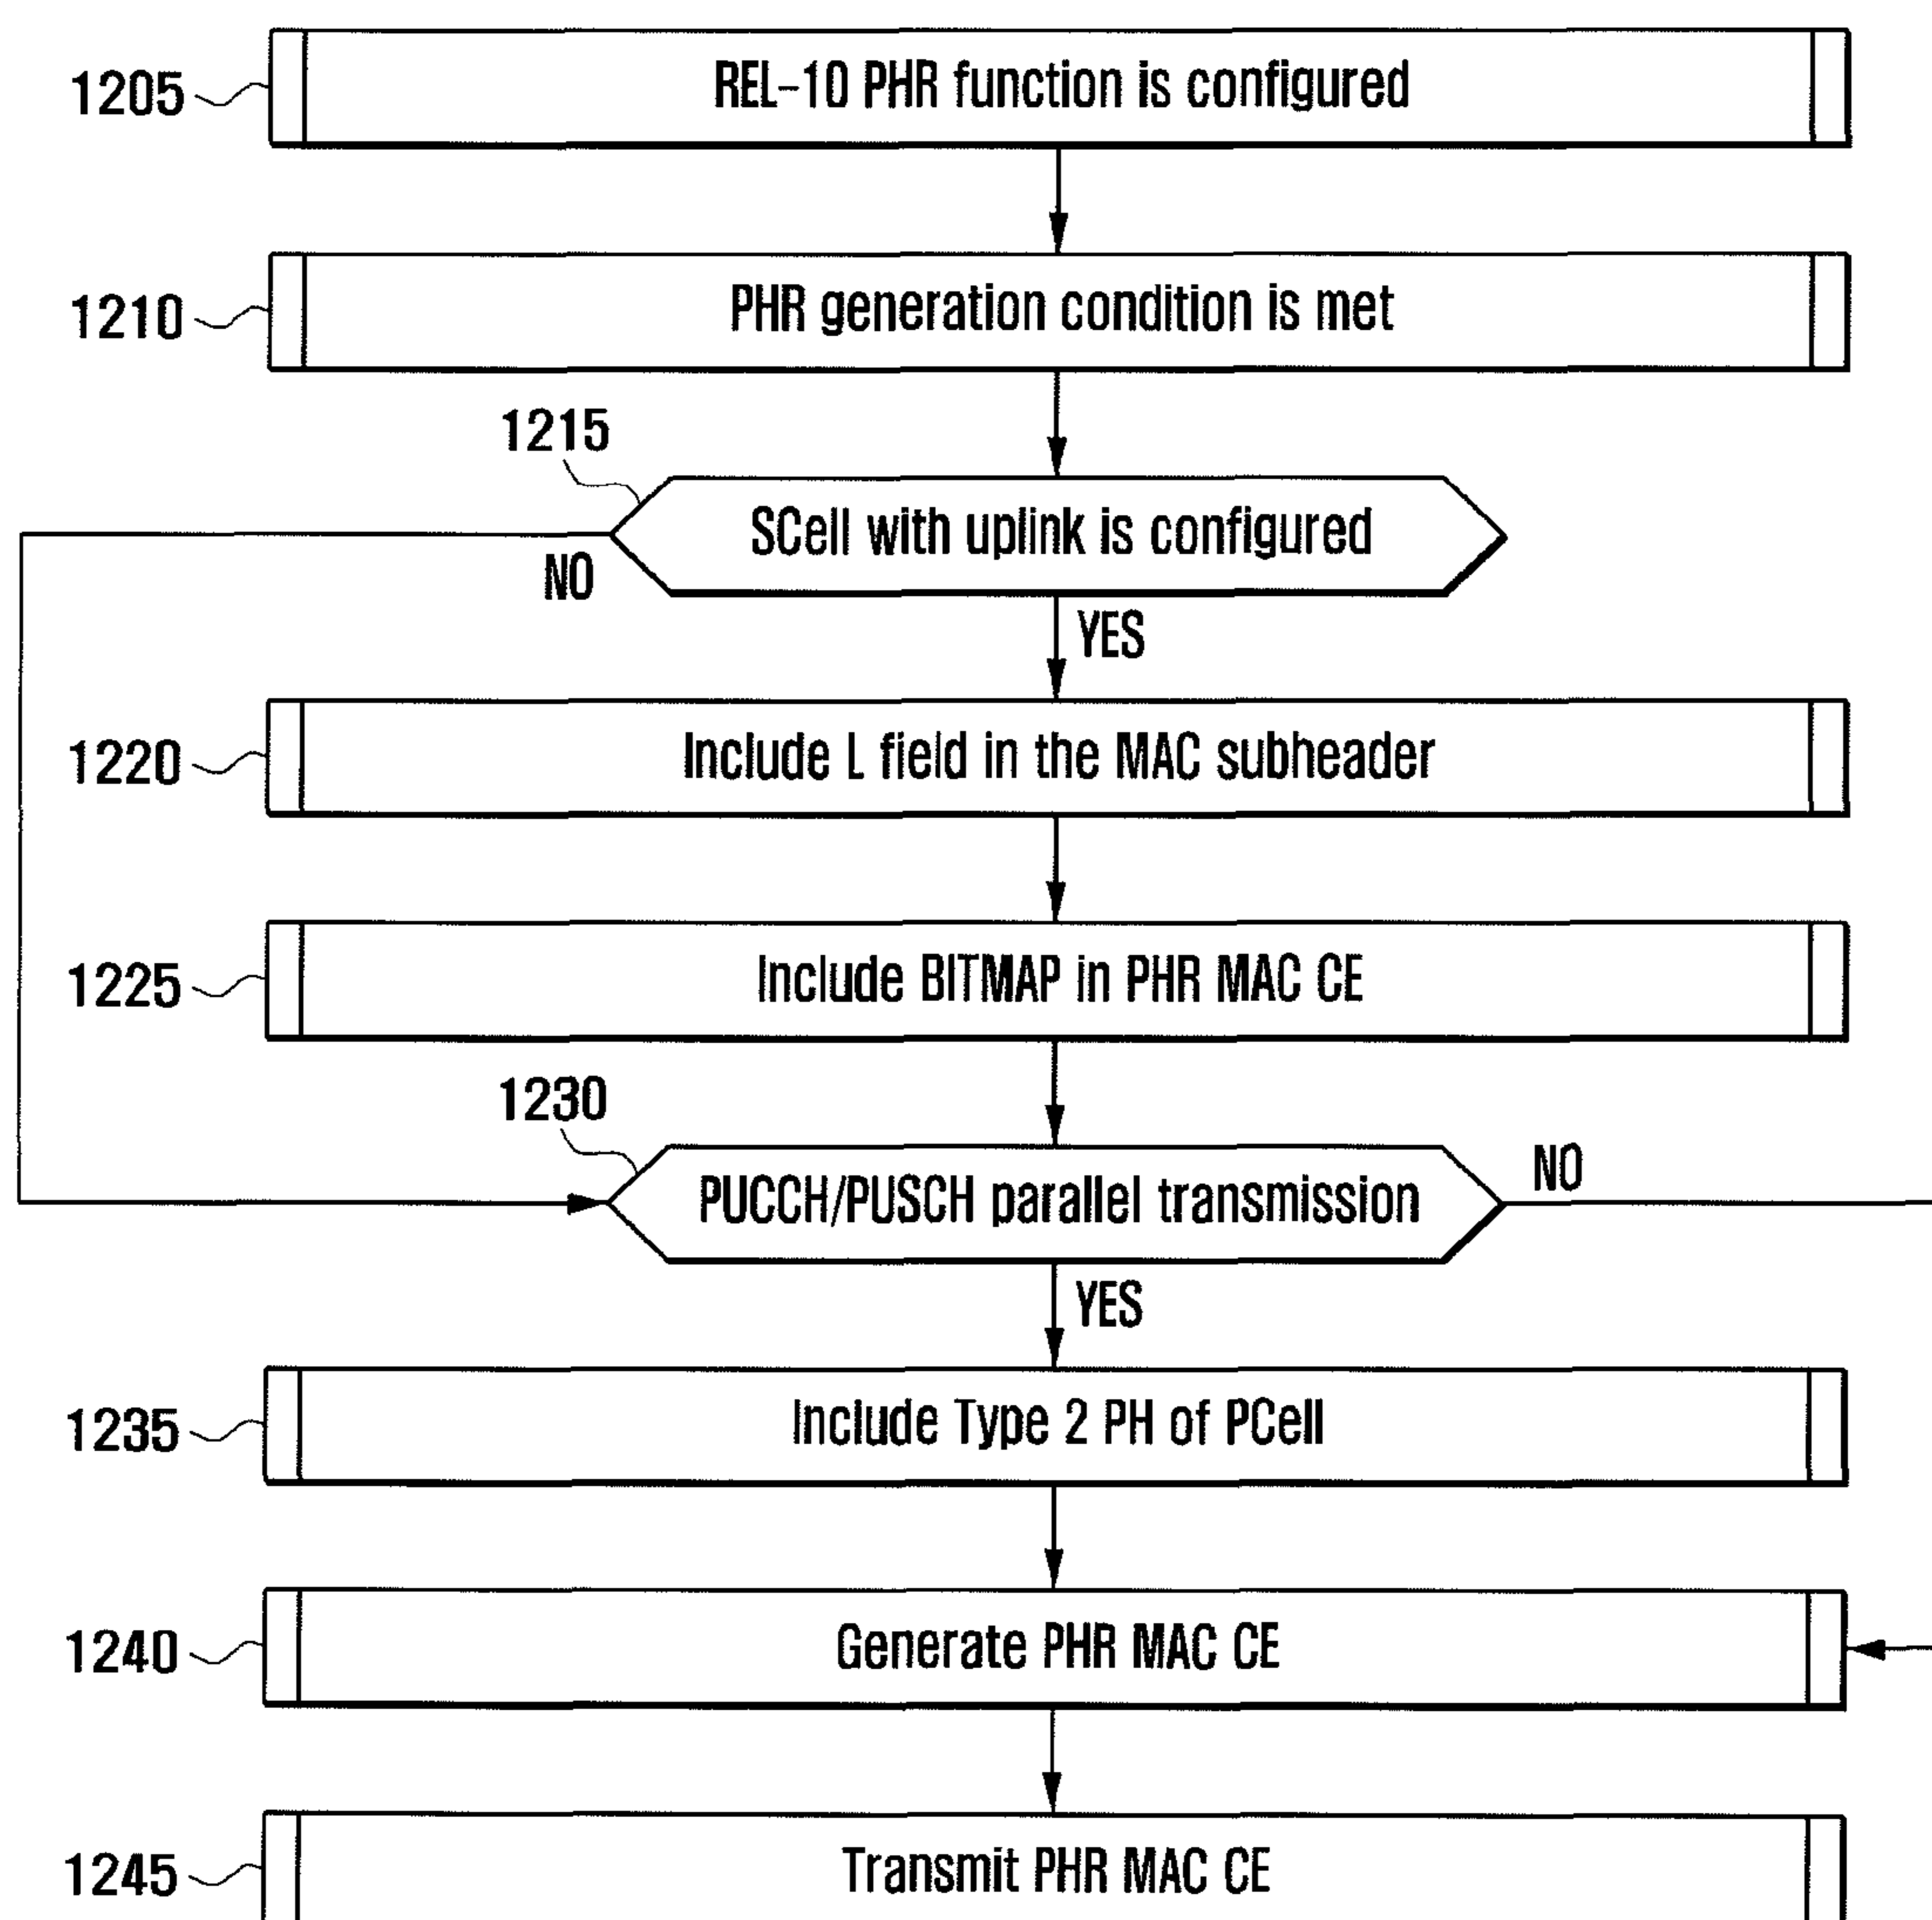 1205
REL-10 PHR function is configured
1210
PHR generation condition is met
1215
SCell with uplink is configured
NO
YES
1220
Include L field in the MAC subheader
1225
Include BITMAP in PHR MAC CE
1230
PUCCH/PUSCH parallel transmission
NO
YES
1235
Include Type 2 PH of PCell
1240
Generate PHR MAC CE
1245
Transmit PHR MAC CE